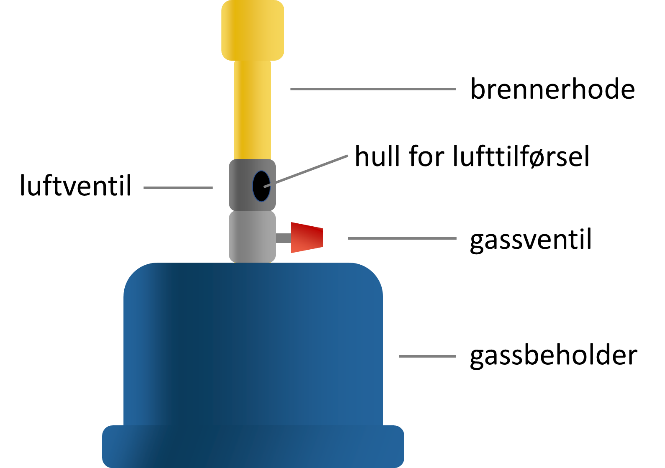 brennerhode
hull for lufttilførsel
luftventil
gassventil
gassbeholder